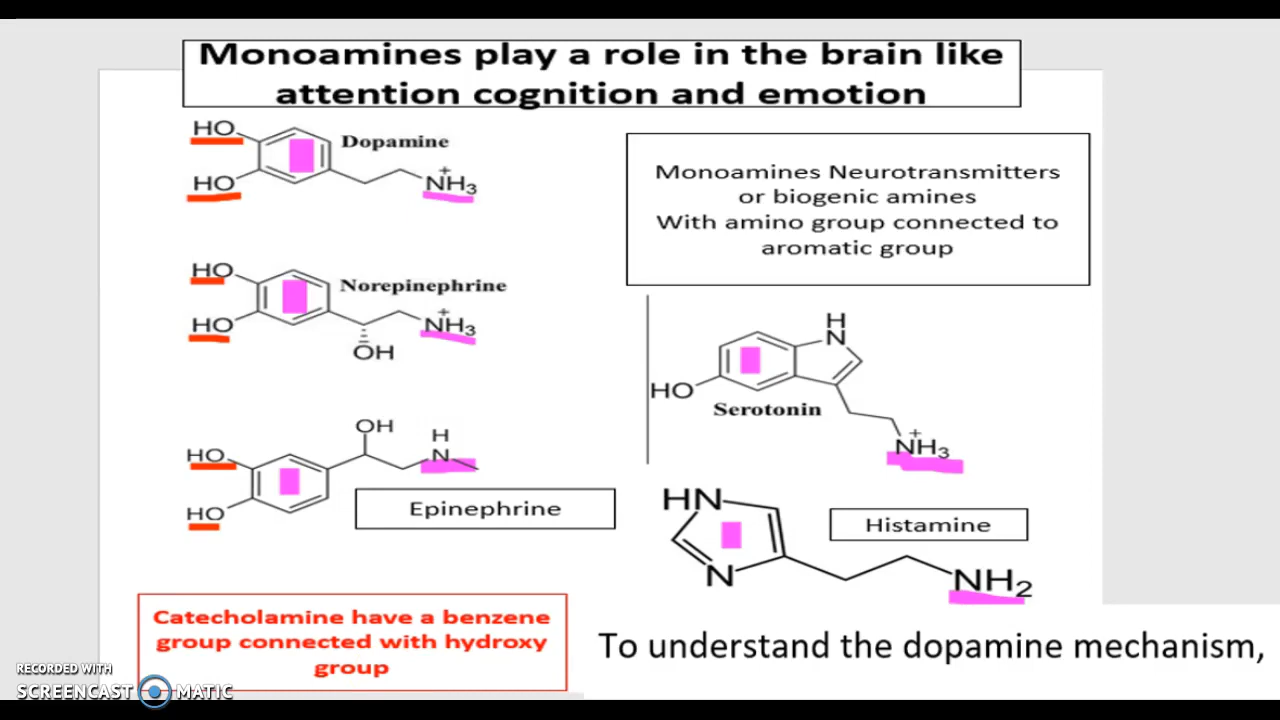 Monoamines play a role in the brain like
attention cognition and emotion
HO
Dopamine
HO
+
NH3
Monoamines Neurotransmitters
or biogenic amines
With amino group connected to
aromatic group
HO
Norepinephrine
HO
+
NH3
OH
H
N
HO
Serotonin
+
NH3
OH
HO
H
N
HO
Epinephrine
HN
N
Histamine
NH2
Catecholamine have a benzene
group connected with hydroxy
group
To understand the dopamine mechanism,
RECORDED WITH
SCREENCAST MATIC